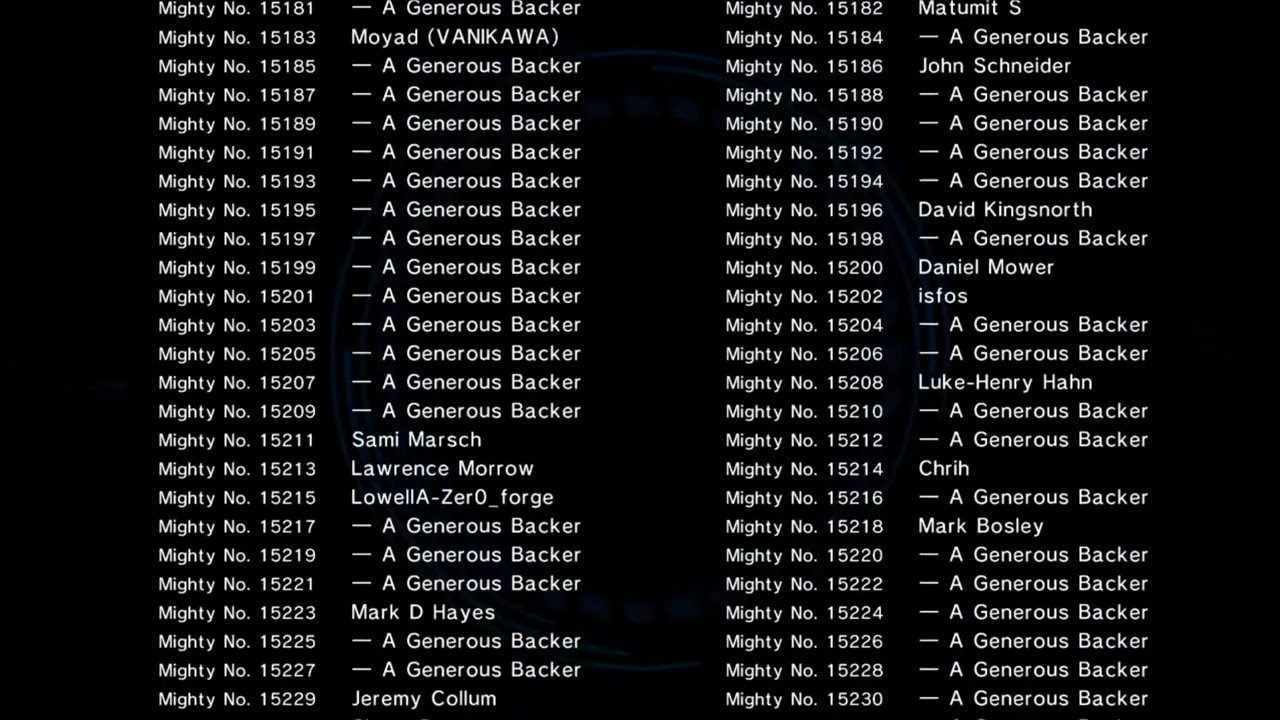 Mighty No. 15181 — A Generous Backer Mighty No. 15182 Matumit S
Mighty No. 15183 Moyad (VANIKAWA) Mighty No. 15184 — A Generous Backer
Mighty No. 15185 — A Generous Backer Mighty No. 15186 John Schneider
Mighty No. 15187 — A Generous Backer Mighty No. 15188 — A Generous Backer
Mighty No. 15189 — A Generous Backer Mighty No. 15190 — A Generous Backer
Mighty No. 15191 — A Generous Backer Mighty No. 15192 — A Generous Backer
Mighty No. 15193 — A Generous Backer Mighty No. 15194 — A Generous Backer
Mighty No. 15195 — A Generous Backer Mighty No. 15196 David Kingsnorth
Mighty No. 15197 — A Generous Backer Mighty No. 15198 — A Generous Backer
Mighty No. 15199 — A Generous Backer Mighty No. 15200 Daniel Mower
Mighty No. 15201 — A Generous Backer Mighty No. 15202 isfos
Mighty No. 15203 — A Generous Backer Mighty No. 15204 — A Generous Backer
Mighty No. 15205 — A Generous Backer Mighty No. 15206 — A Generous Backer
Mighty No. 15207 — A Generous Backer Mighty No. 15208 Luke-Henry Hahn
Mighty No. 15209 — A Generous Backer Mighty No. 15210 — A Generous Backer
Mighty No. 15211 Sami Marsch Mighty No. 15212 — A Generous Backer
Mighty No. 15213 Lawrence Morrow Mighty No. 15214 Chrih
Mighty No. 15215 LowellA-Zer0_forge Mighty No. 15216 — A Generous Backer
Mighty No. 15217 — A Generous Backer Mighty No. 15218 Mark Bosley
Mighty No. 15219 — A Generous Backer Mighty No. 15220 — A Generous Backer
Mighty No. 15221 — A Generous Backer Mighty No. 15222 — A Generous Backer
Mighty No. 15223 Mark D Hayes Mighty No. 15224 — A Generous Backer
Mighty No. 15225 — A Generous Backer Mighty No. 15226 — A Generous Backer
Mighty No. 15227 — A Generous Backer Mighty No. 15228 — A Generous Backer
Mighty No. 15229 Jeremy Collum Mighty No. 15230 — A Generous Backer